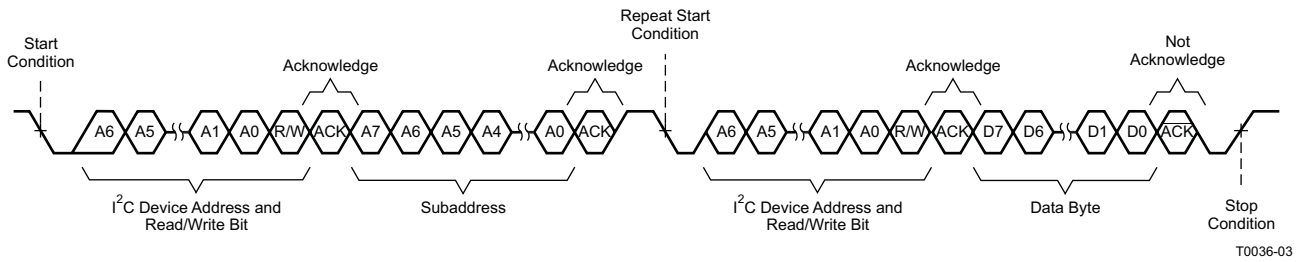 Start
Condition
Acknowledge
Acknowledge
Repeat Start
Condition
Acknowledge
Not
Acknowledge
A6 A5 A1 A0 R/W ACK A7 A6 A5 A4 A0 ACK A6 A5 A1 A0 R/W ACK D7 D6 D1 D0 A̅C̅K̅
I²C Device Address and
Read/Write Bit
Subaddress
I²C Device Address and
Read/Write Bit
Data Byte
Stop
Condition
T0036-03